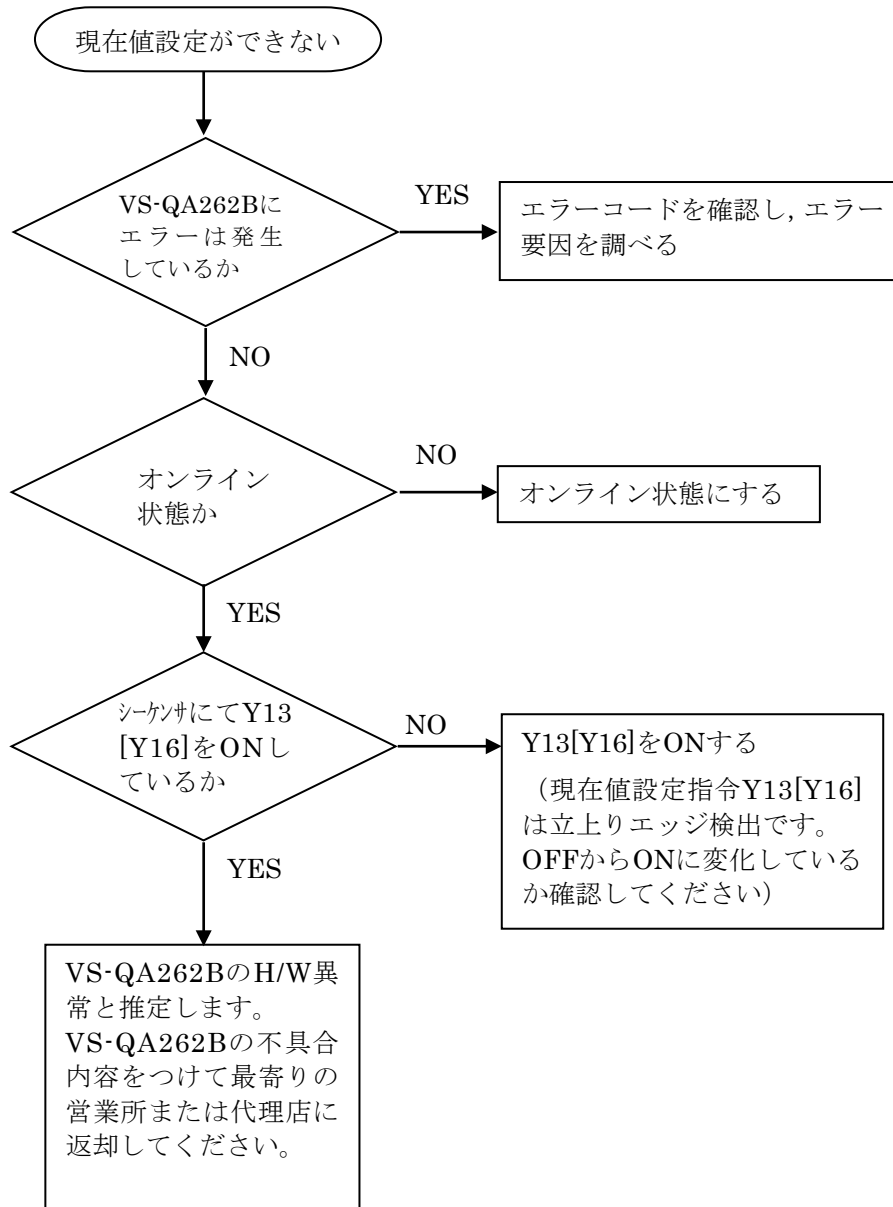 現在値設定ができない
VS-QA262Bに
エラーは発生
しているか
YES
エラーコードを確認し,エラー
要因を調べる
NO
オンライン
状態か
NO
オンライン状態にする
YES
ｼｰｹﾝｻにてY13
[Y16]をONし
ているか
NO
Y13[Y16]をONする
（現在値設定指令Y13[Y16]
は立上りエッジ検出です。
OFFからONに変化している
か確認してください）
YES
VS-QA262BのH/W異
常と推定します。
VS-QA262Bの不具合
内容をつけて最寄りの
営業所または代理店に
返却してください。